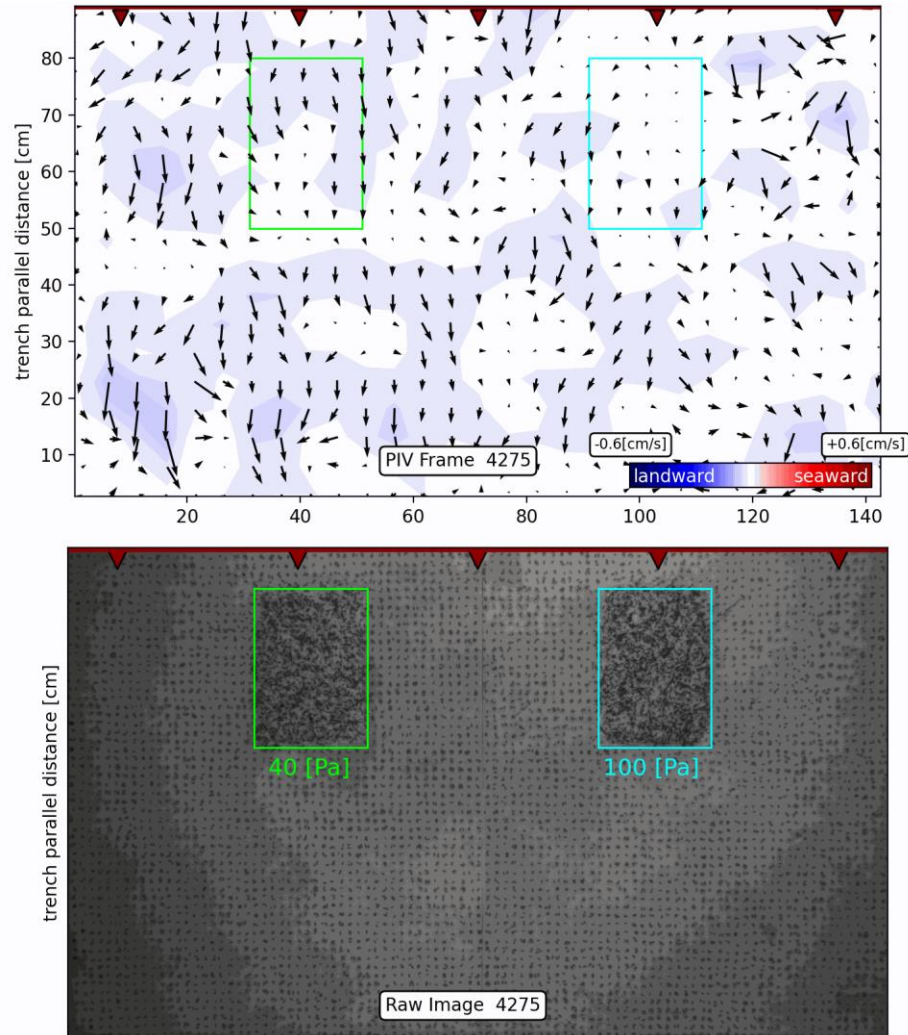 80
70
60
50
40
30
20
10
trench parallel distance [cm]
PIV Frame 4275
-0.6[cm/s]
+0.6[cm/s]
landward
seaward
20
40
60
80
100
120
140
trench parallel distance [cm]
40 [Pa]
100 [Pa]
Raw Image 4275